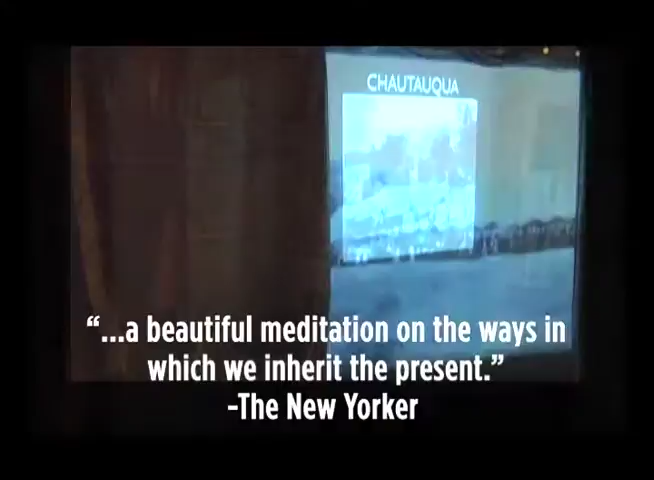 CHAUTAUQUA
“...a beautiful meditation on the ways in
which we inherit the present.”
-The New Yorker